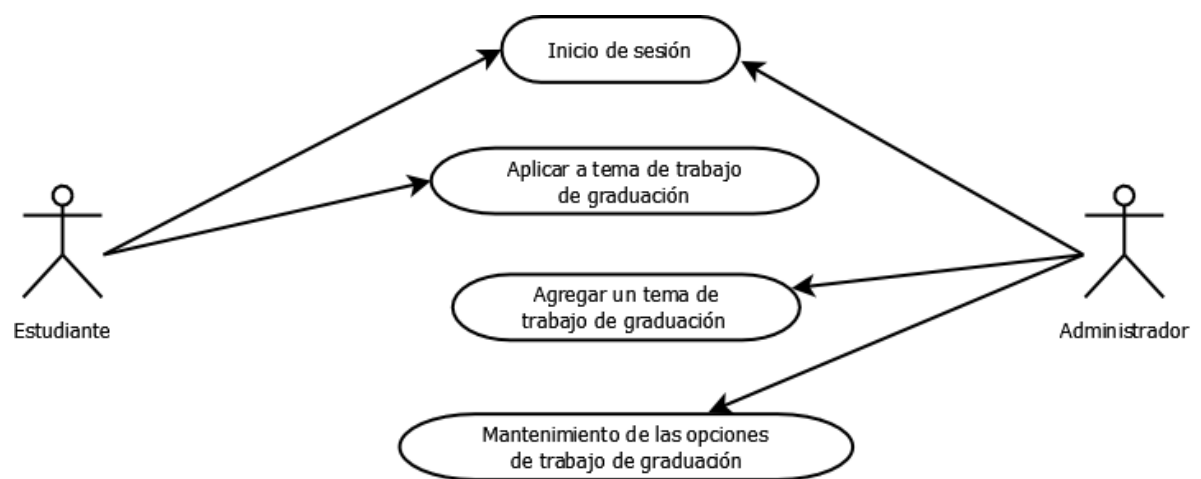 Inicio de sesión
Aplicar a tema de trabajo
de graduación
Agregar un tema de
trabajo de graduación
Estudiante
Administrador
Mantenimiento de las opciones
de trabajo de graduación